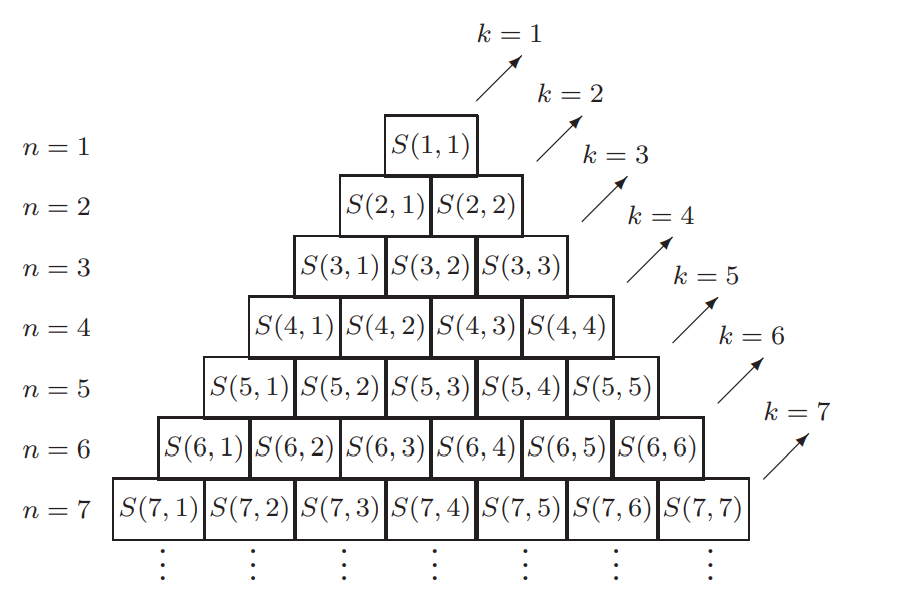 k = 1
k = 2
n = 1 S(1, 1)
k = 3
n = 2 S(2, 1) S(2, 2)
k = 4
n = 3 S(3, 1) S(3, 2) S(3, 3)
k = 5
n = 4 S(4, 1) S(4, 2) S(4, 3) S(4, 4)
k = 6
n = 5 S(5, 1) S(5, 2) S(5, 3) S(5, 4) S(5, 5)
k = 7
n = 6 S(6, 1) S(6, 2) S(6, 3) S(6, 4) S(6, 5) S(6, 6)
n = 7 S(7, 1) S(7, 2) S(7, 3) S(7, 4) S(7, 5) S(7, 6) S(7, 7)
⋮ ⋮ ⋮ ⋮ ⋮ ⋮ ⋮